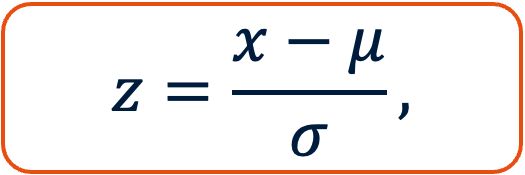 z = (x − μ) / σ ,